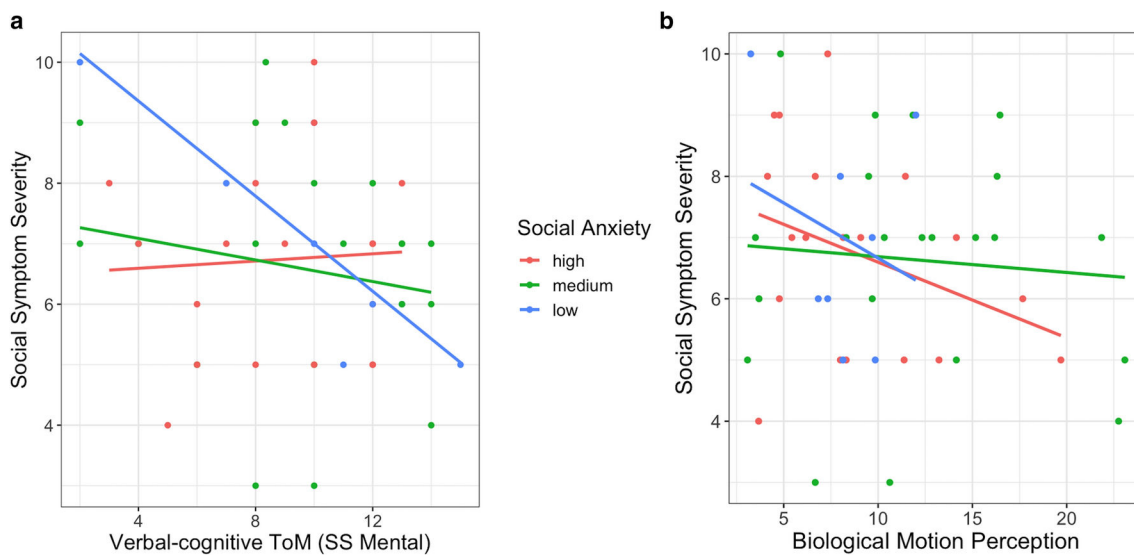 a
Social Symptom Severity
10
8
6
4
4
8
12
Verbal-cognitive ToM (SS Mental)
Social Anxiety
high
medium
low
b
Social Symptom Severity
10
8
6
4
5
10
15
20
Biological Motion Perception